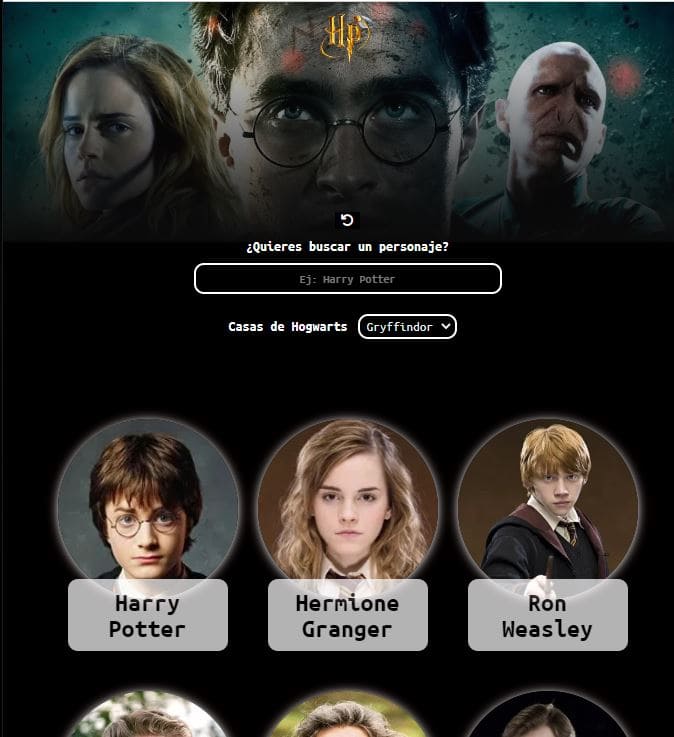 HP
¿Quieres buscar un personaje?
Ej: Harry Potter
Casas de Hogwarts Gryffindor
Harry
Potter
Hermione
Granger
Ron
Weasley